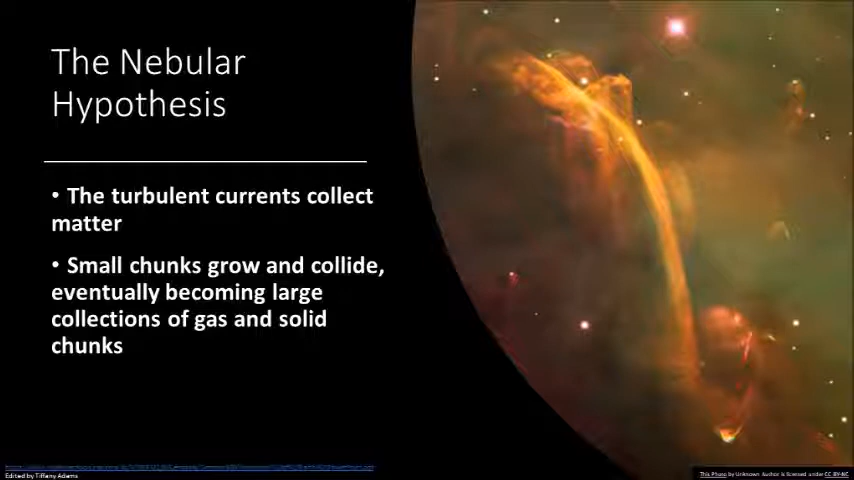 The Nebular
Hypothesis
• The turbulent currents collect
matter
• Small chunks grow and collide,
eventually becoming large
collections of gas and solid
chunks
Edited by Tiffany Adams
This Photo by Unknown Author is licensed under CC BY-NC